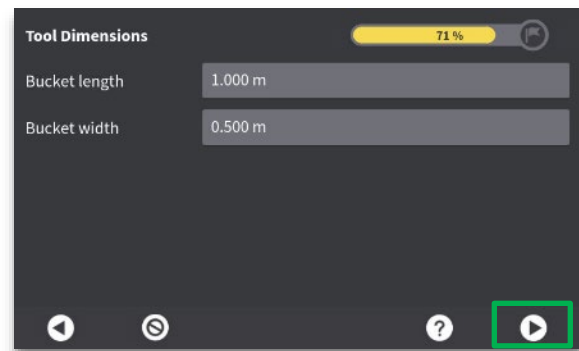 Tool Dimensions
71 %
Bucket length
1.000 m
Bucket width
0.500 m
?